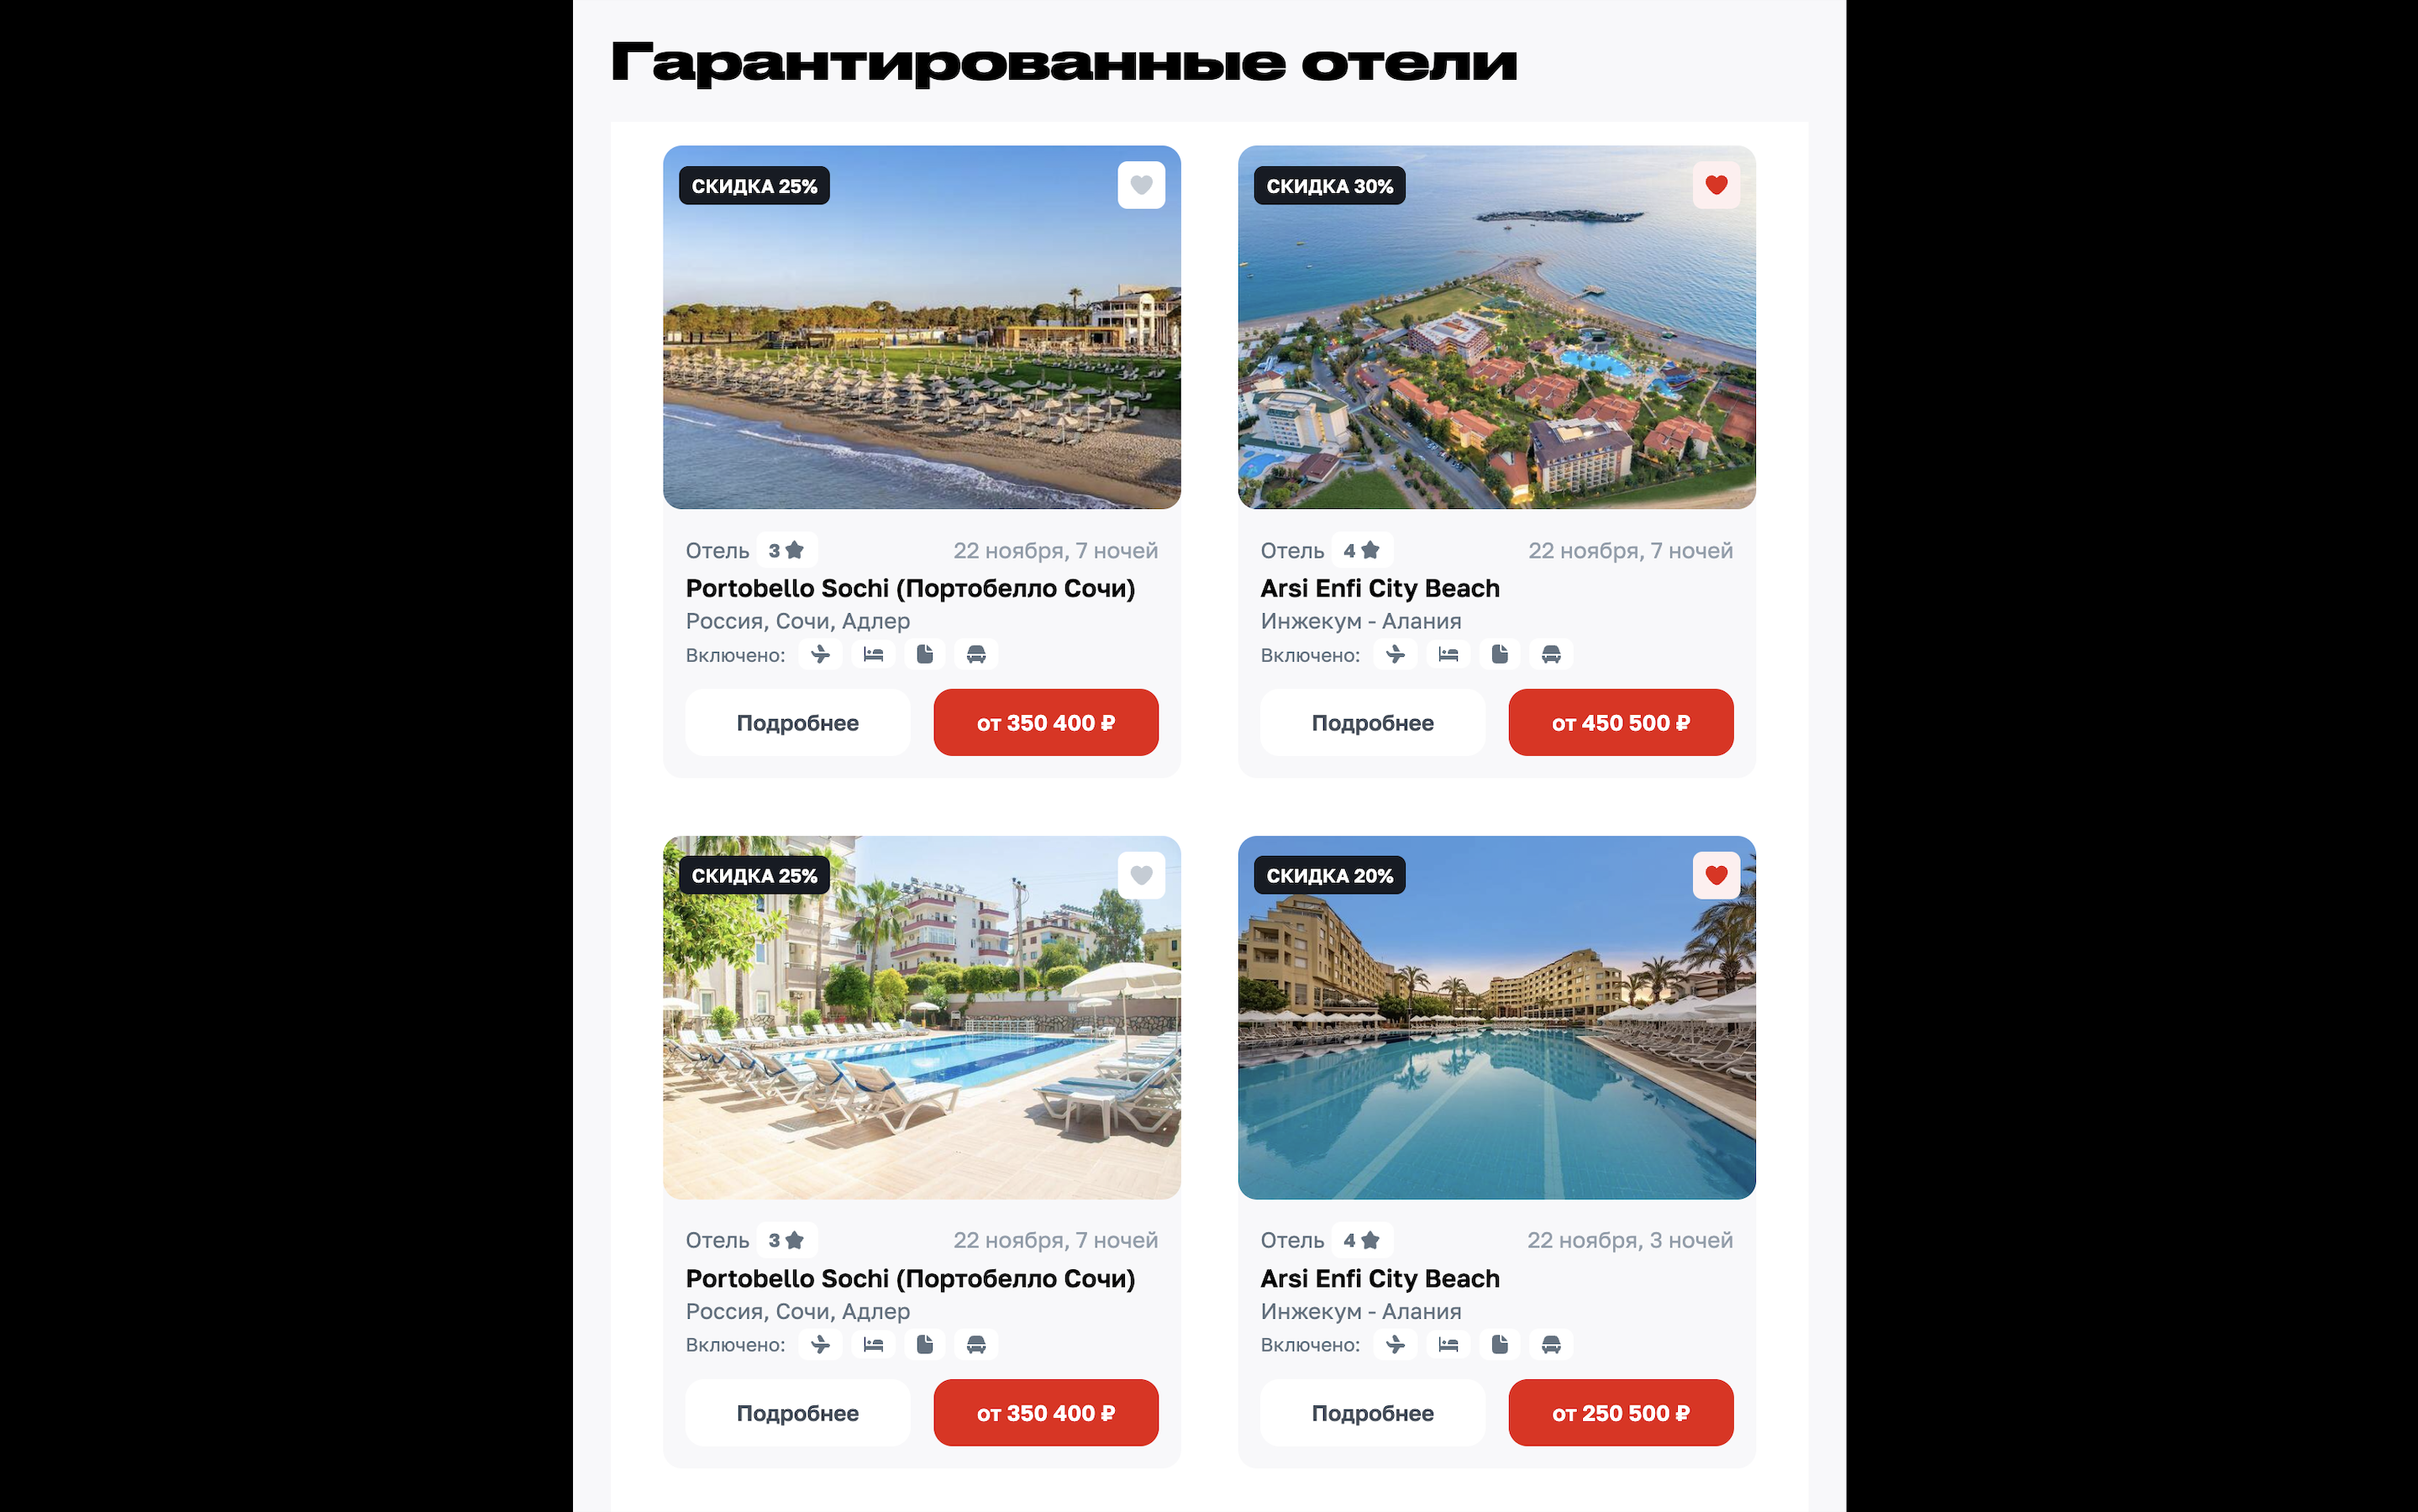 Гарантированные отели
СКИДКА 25%
Отель 3
22 ноября, 7 ночей
Portobello Sochi (Портобелло Сочи)
Россия, Сочи, Адлер
Включено:
Подробнее
от 350 400 ₽
СКИДКА 30%
Отель 4
22 ноября, 7 ночей
Arsi Enfi City Beach
Инжекум - Алания
Включено:
Подробнее
от 450 500 ₽
СКИДКА 25%
Отель 3
22 ноября, 7 ночей
Portobello Sochi (Портобелло Сочи)
Россия, Сочи, Адлер
Включено:
Подробнее
от 350 400 ₽
СКИДКА 20%
Отель 4
22 ноября, 3 ночей
Arsi Enfi City Beach
Инжекум - Алания
Включено:
Подробнее
от 250 500 ₽